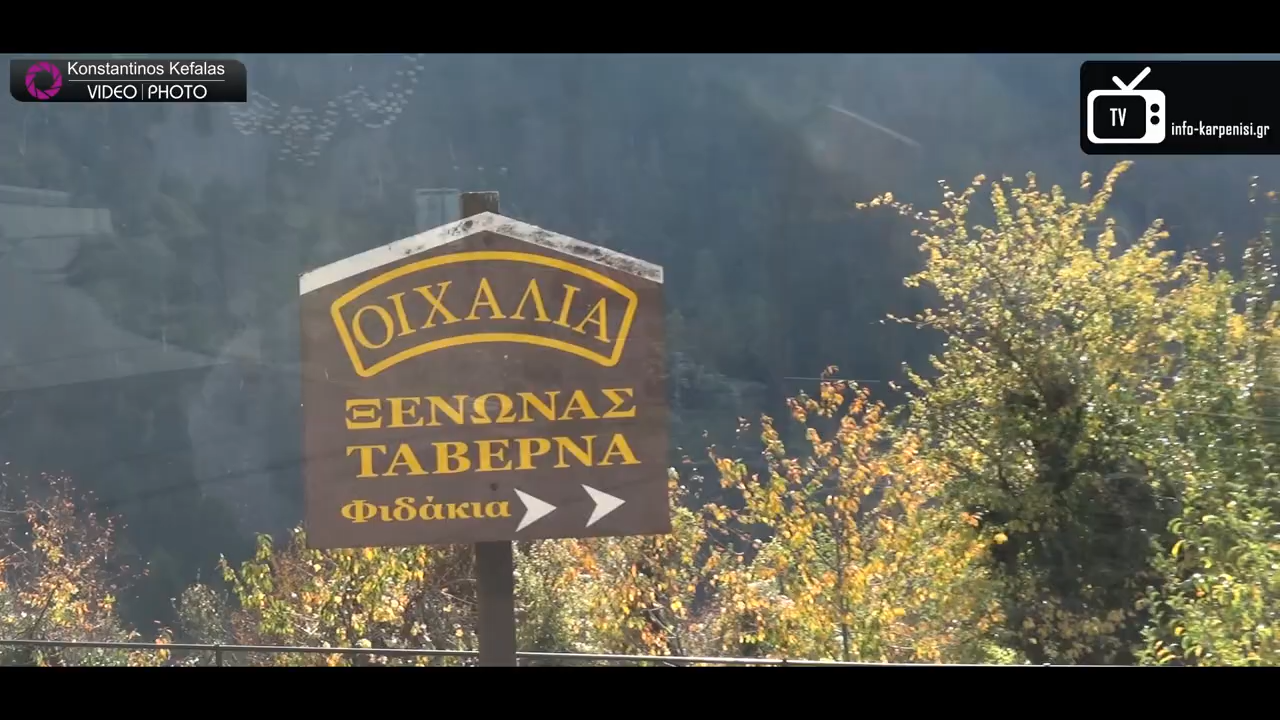 Konstantinos Kefalas
VIDEO | PHOTO
TV
info-karpenisi.gr
ΟΙΧΑΛΙΑ
ΞΕΝΩΝΑΣ
ΤΑΒΕΡΝΑ
Φιδάκια